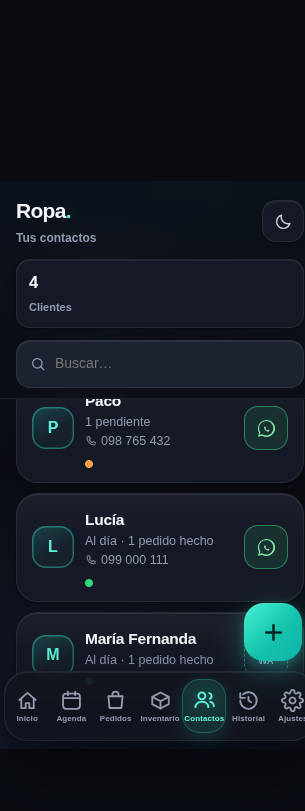 Ropa.
Tus contactos
4
Clientes
Buscar…
Paco
P
1 pendiente
098 765 432
Lucía
L
Al día · 1 pedido hecho
099 000 111
María Fernanda
M
Al día · 1 pedido hecho
+
Inicio
Agenda
Pedidos
Inventario
Contactos
Historial
Ajustes